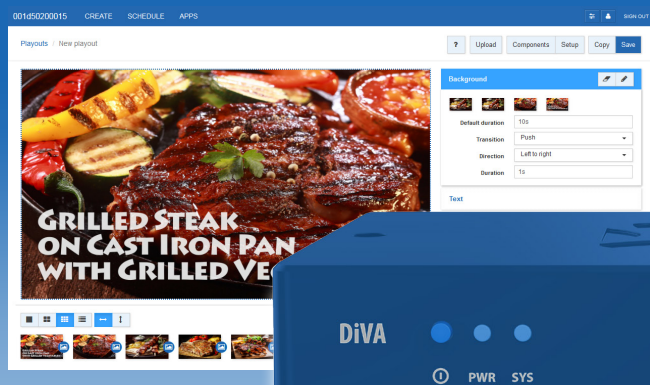 001d50200015 CREATE SCHEDULE APPS SIGN OUT
Playouts / New playout ? Upload Components Setup Copy Save
Background
Default duration 10s
Transition Push
Direction Left to right
Duration 1s
Text
GRILLED STEAK
ON CAST IRON PAN
WITH GRILLED VE
DiVA
PWR SYS